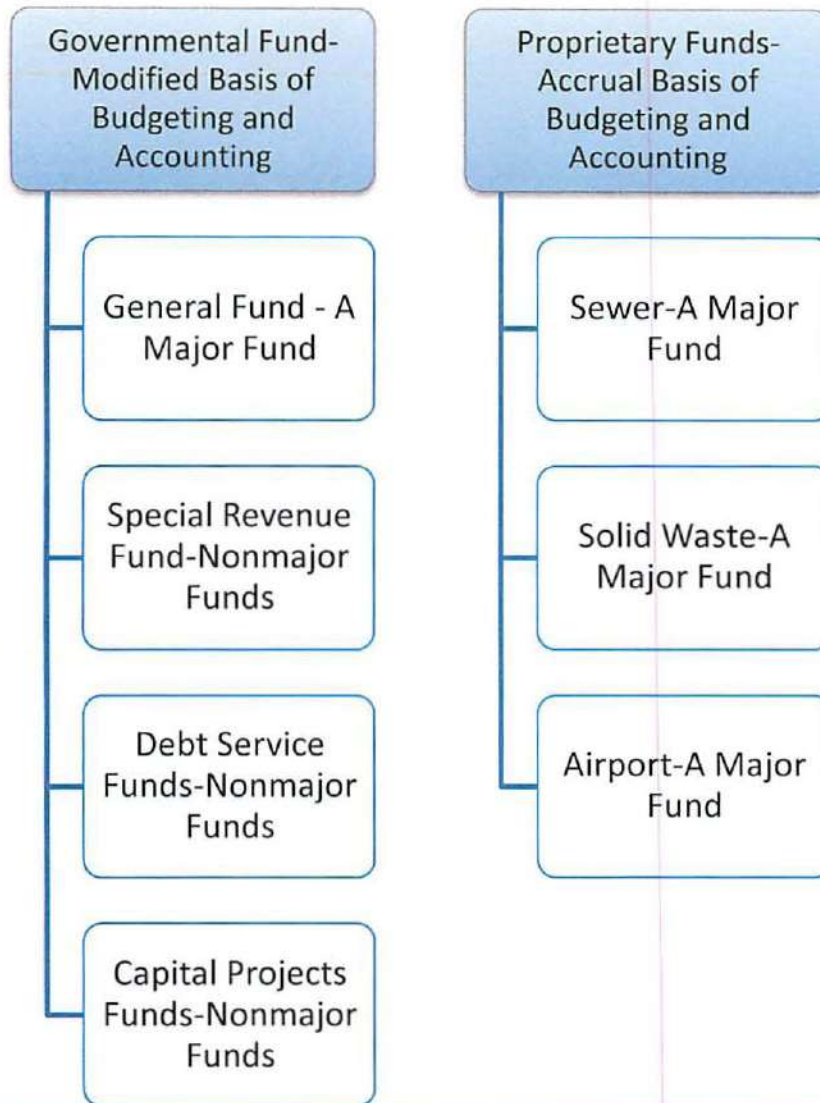 Governmental Fund-
Modified Basis of
Budgeting and
Accounting
General Fund - A
Major Fund
Special Revenue
Fund-Nonmajor
Funds
Debt Service
Funds-Nonmajor
Funds
Capital Projects
Funds-Nonmajor
Funds
Proprietary Funds-
Accrual Basis of
Budgeting and
Accounting
Sewer-A Major
Fund
Solid Waste-A
Major Fund
Airport-A Major
Fund